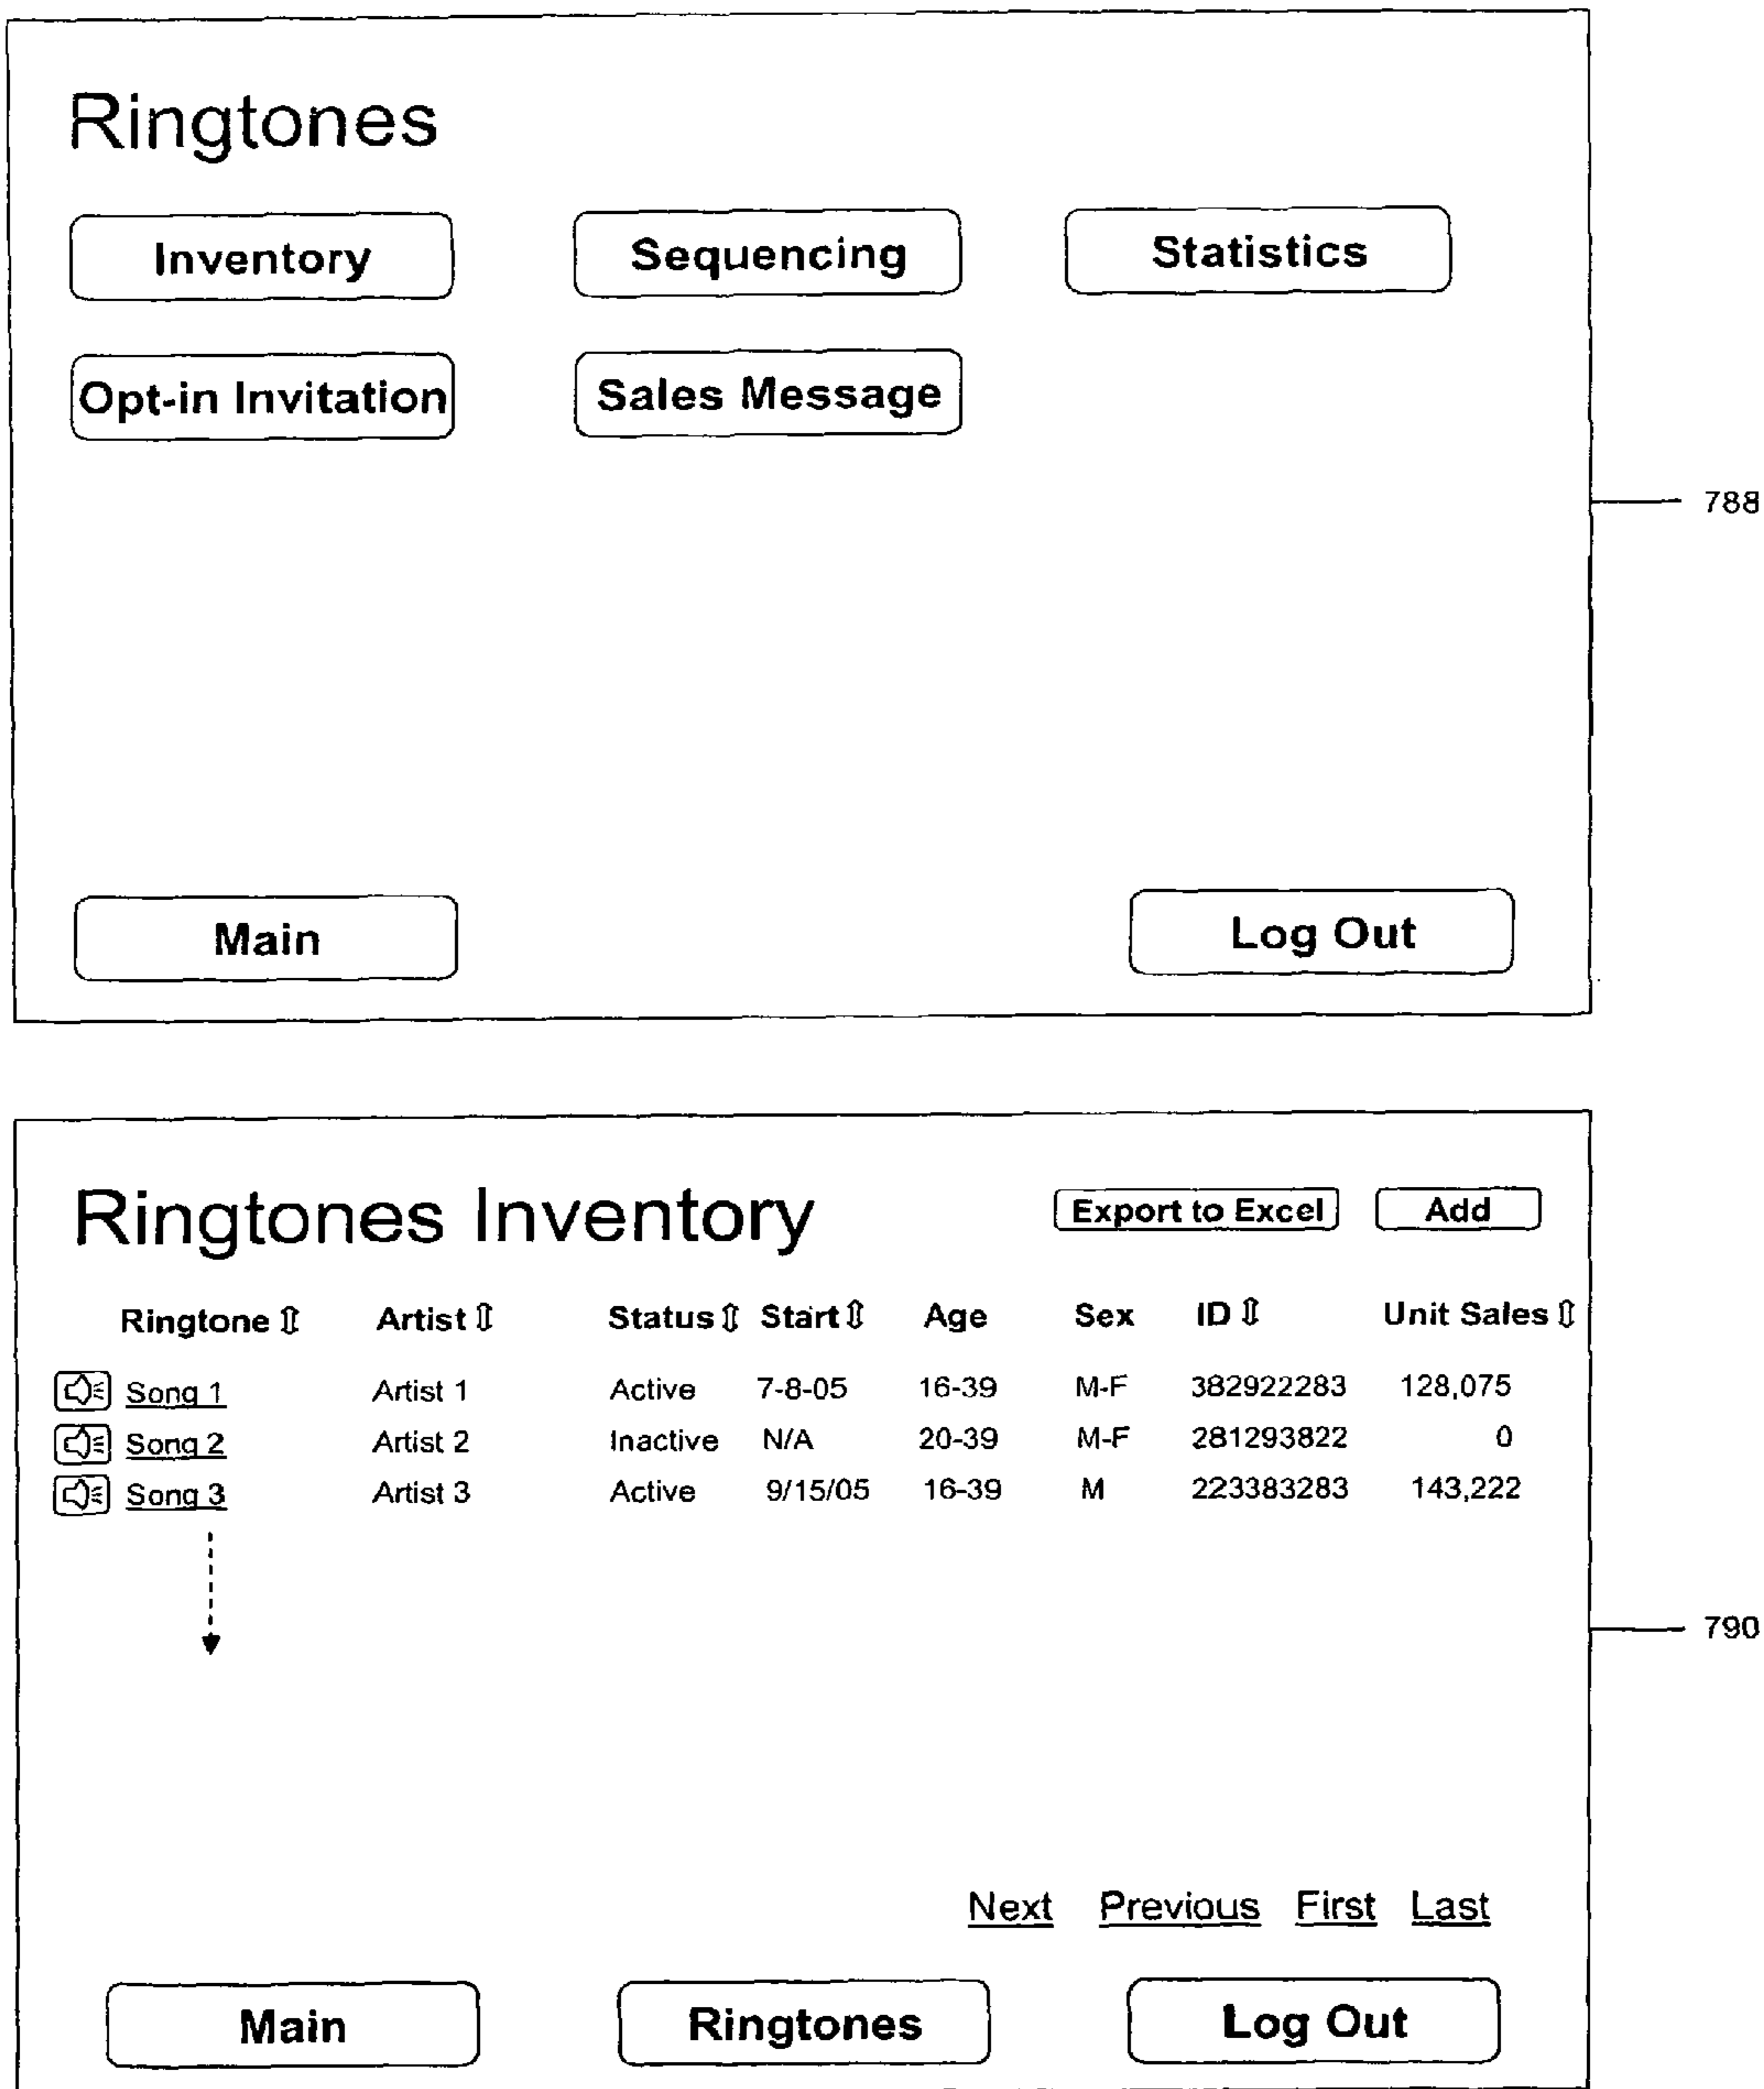 Ringtones
Inventory Sequencing Statistics
Opt-in Invitation Sales Message
788
Main Log Out
Ringtones Inventory Export to Excel Add
Ringtone ⇕ Artist ⇕ Status ⇕ Start ⇕ Age Sex ID ⇕ Unit Sales ⇕
Song 1 Artist 1 Active 7-8-05 16-39 M-F 382922283 128,075
Song 2 Artist 2 Inactive N/A 20-39 M-F 281293822 0
Song 3 Artist 3 Active 9/15/05 16-39 M 223383283 143,222
790
Next Previous First Last
Main Ringtones Log Out